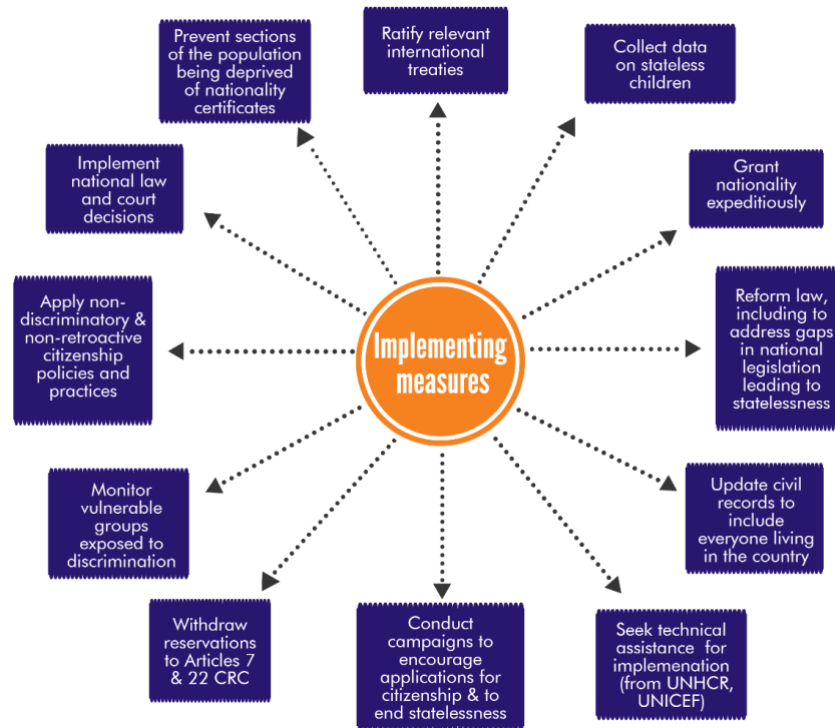 Implementing
measures
Ratify relevant
international
treaties
Collect data
on stateless
children
Grant
nationality
expeditiously
Reform law,
including to
address gaps
in national
legislation
leading to
statelessness
Update civil
records to
include
everyone living
in the country
Seek technical
assistance for
implemenation
(from UNHCR,
UNICEF)
Conduct
campaigns to
encourage
applications for
citizenship & to
end statelessness
Withdraw
reservations
to Articles 7
& 22 CRC
Monitor
vulnerable
groups
exposed to
discrimination
Apply non-
discriminatory &
non-retroactive
citizenship
policies and
practices
Implement
national law
and court
decisions
Prevent sections
of the population
being deprived
of nationality
certificates